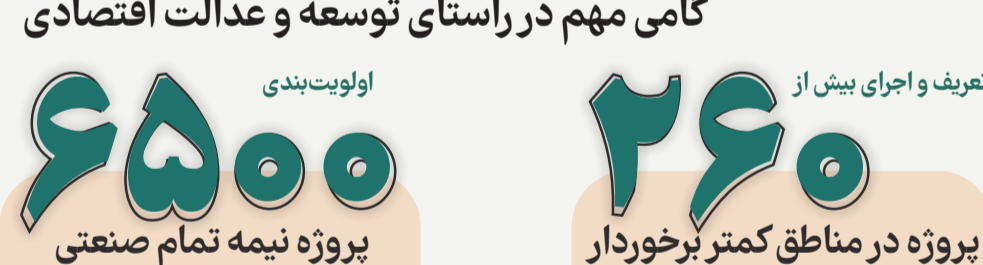 گامی مهم در راستای توسعه و عدالت اقتصادی
تعریف و اجرای بیش از
۲۶۰
پروژه در مناطق کمتر برخوردار
اولویت‌بندی
۶۵۰۰
پروژه نیمه تمام صنعتی